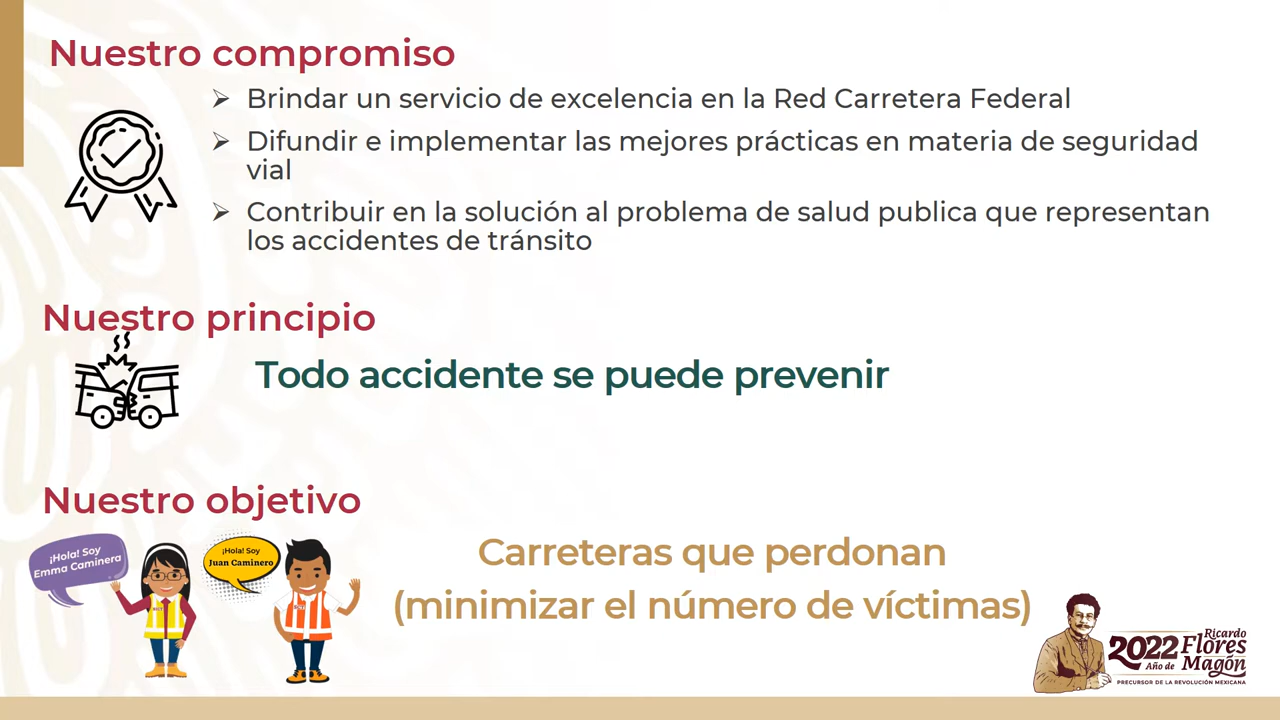 Nuestro compromiso
Brindar un servicio de excelencia en la Red Carretera Federal
Difundir e implementar las mejores prácticas en materia de seguridad
vial
Contribuir en la solución al problema de salud publica que representan
los accidentes de tránsito
Nuestro principio
Todo accidente se puede prevenir
Nuestro objetivo
¡Hola! Soy
Emma Caminera
¡Hola! Soy
Juan Caminero
Carreteras que perdonan
(minimizar el número de víctimas)
2022
Año de
Ricardo
Flores
Magón
PRECURSOR DE LA REVOLUCIÓN MEXICANA